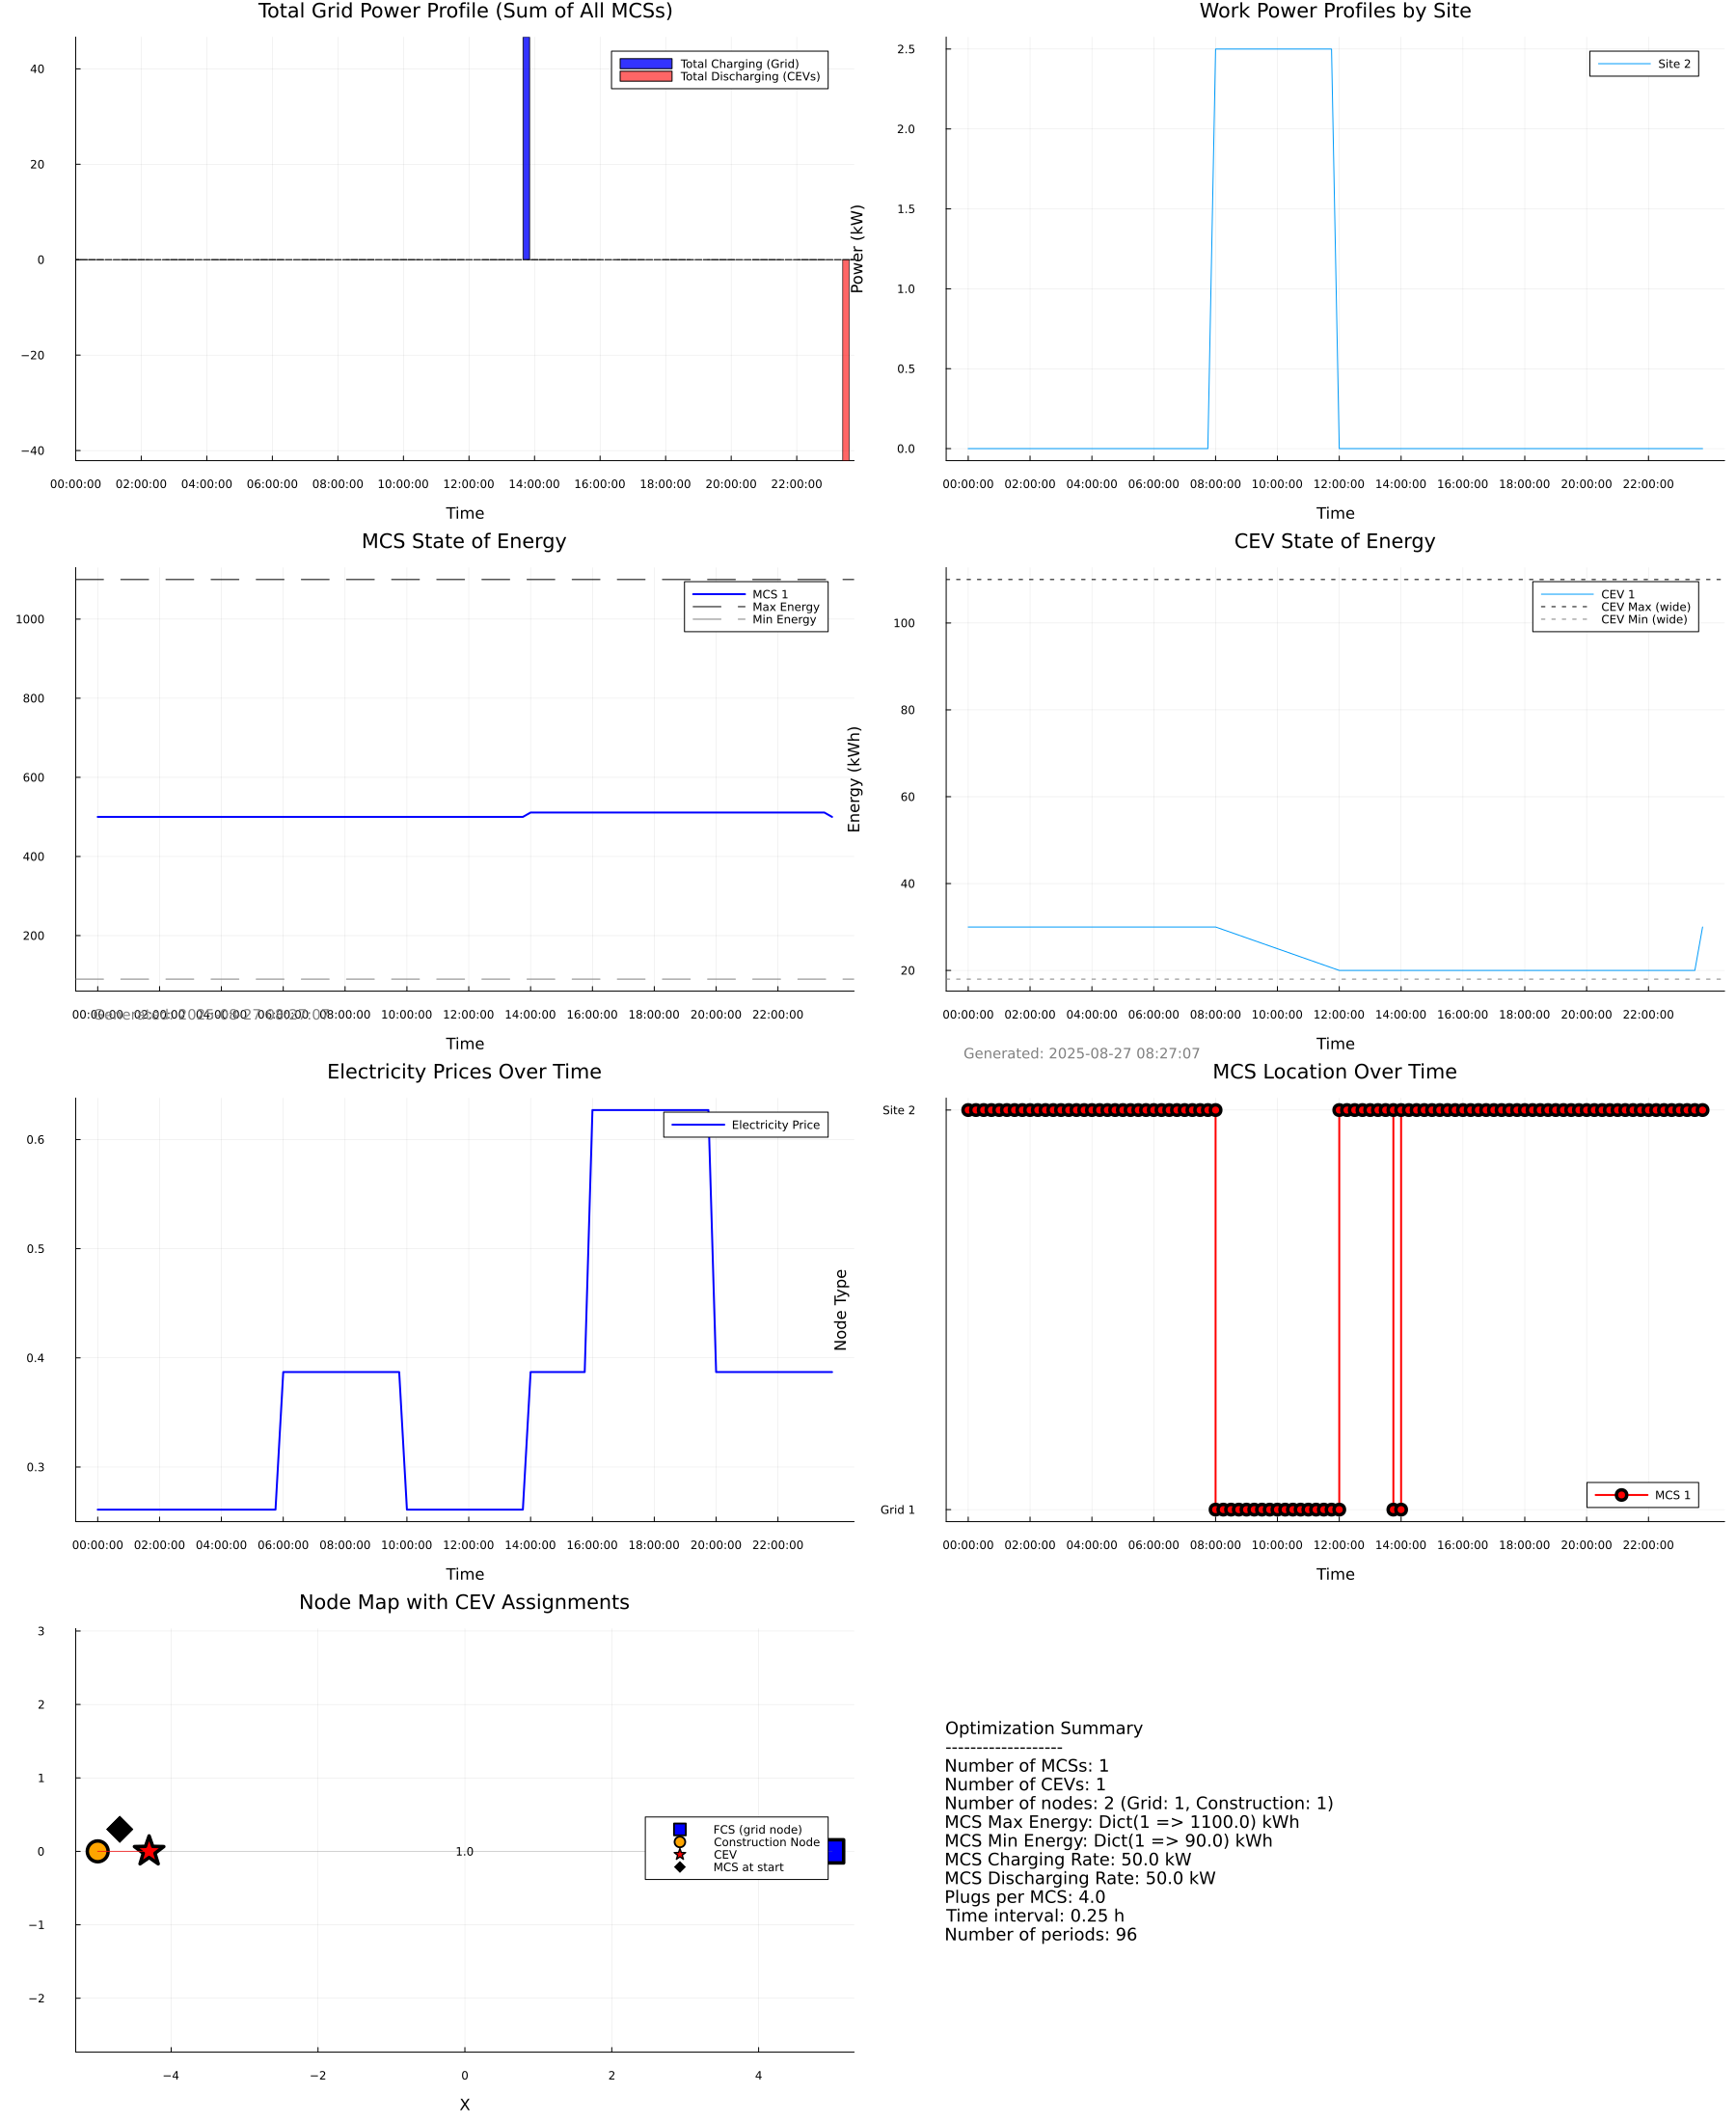 Total Grid Power Profile (Sum of All MCSs)
40
20
0
−20
−40
Total Charging (Grid)
Total Discharging (CEVs)
00:00:00 02:00:00 04:00:00 06:00:00 08:00:00 10:00:00 12:00:00 14:00:00 16:00:00 18:00:00 20:00:00 22:00:00
Time
Work Power Profiles by Site
Power (kW)
2.5
2.0
1.5
1.0
0.5
0.0
Site 2
00:00:00 02:00:00 04:00:00 06:00:00 08:00:00 10:00:00 12:00:00 14:00:00 16:00:00 18:00:00 20:00:00 22:00:00
Time
MCS State of Energy
1000
800
600
400
200
MCS 1
Max Energy
Min Energy
00:00:00 02:00:00 04:00:00 06:00:00 08:00:00 10:00:00 12:00:00 14:00:00 16:00:00 18:00:00 20:00:00 22:00:00
Generated: 2025-08-27 08:27:07
Time
CEV State of Energy
Energy (kWh)
100
80
60
40
20
CEV 1
CEV Max (wide)
CEV Min (wide)
00:00:00 02:00:00 04:00:00 06:00:00 08:00:00 10:00:00 12:00:00 14:00:00 16:00:00 18:00:00 20:00:00 22:00:00
Time
Generated: 2025-08-27 08:27:07
Electricity Prices Over Time
0.6
0.5
0.4
0.3
Electricity Price
00:00:00 02:00:00 04:00:00 06:00:00 08:00:00 10:00:00 12:00:00 14:00:00 16:00:00 18:00:00 20:00:00 22:00:00
Time
MCS Location Over Time
Node Type
Site 2
Grid 1
MCS 1
00:00:00 02:00:00 04:00:00 06:00:00 08:00:00 10:00:00 12:00:00 14:00:00 16:00:00 18:00:00 20:00:00 22:00:00
Time
Node Map with CEV Assignments
3
2
1
0
−1
−2
1.0
FCS (grid node)
Construction Node
CEV
MCS at start
−4 −2 0 2 4
X
Optimization Summary
-------------------
Number of MCSs: 1
Number of CEVs: 1
Number of nodes: 2 (Grid: 1, Construction: 1)
MCS Max Energy: Dict(1 => 1100.0) kWh
MCS Min Energy: Dict(1 => 90.0) kWh
MCS Charging Rate: 50.0 kW
MCS Discharging Rate: 50.0 kW
Plugs per MCS: 4.0
Time interval: 0.25 h
Number of periods: 96